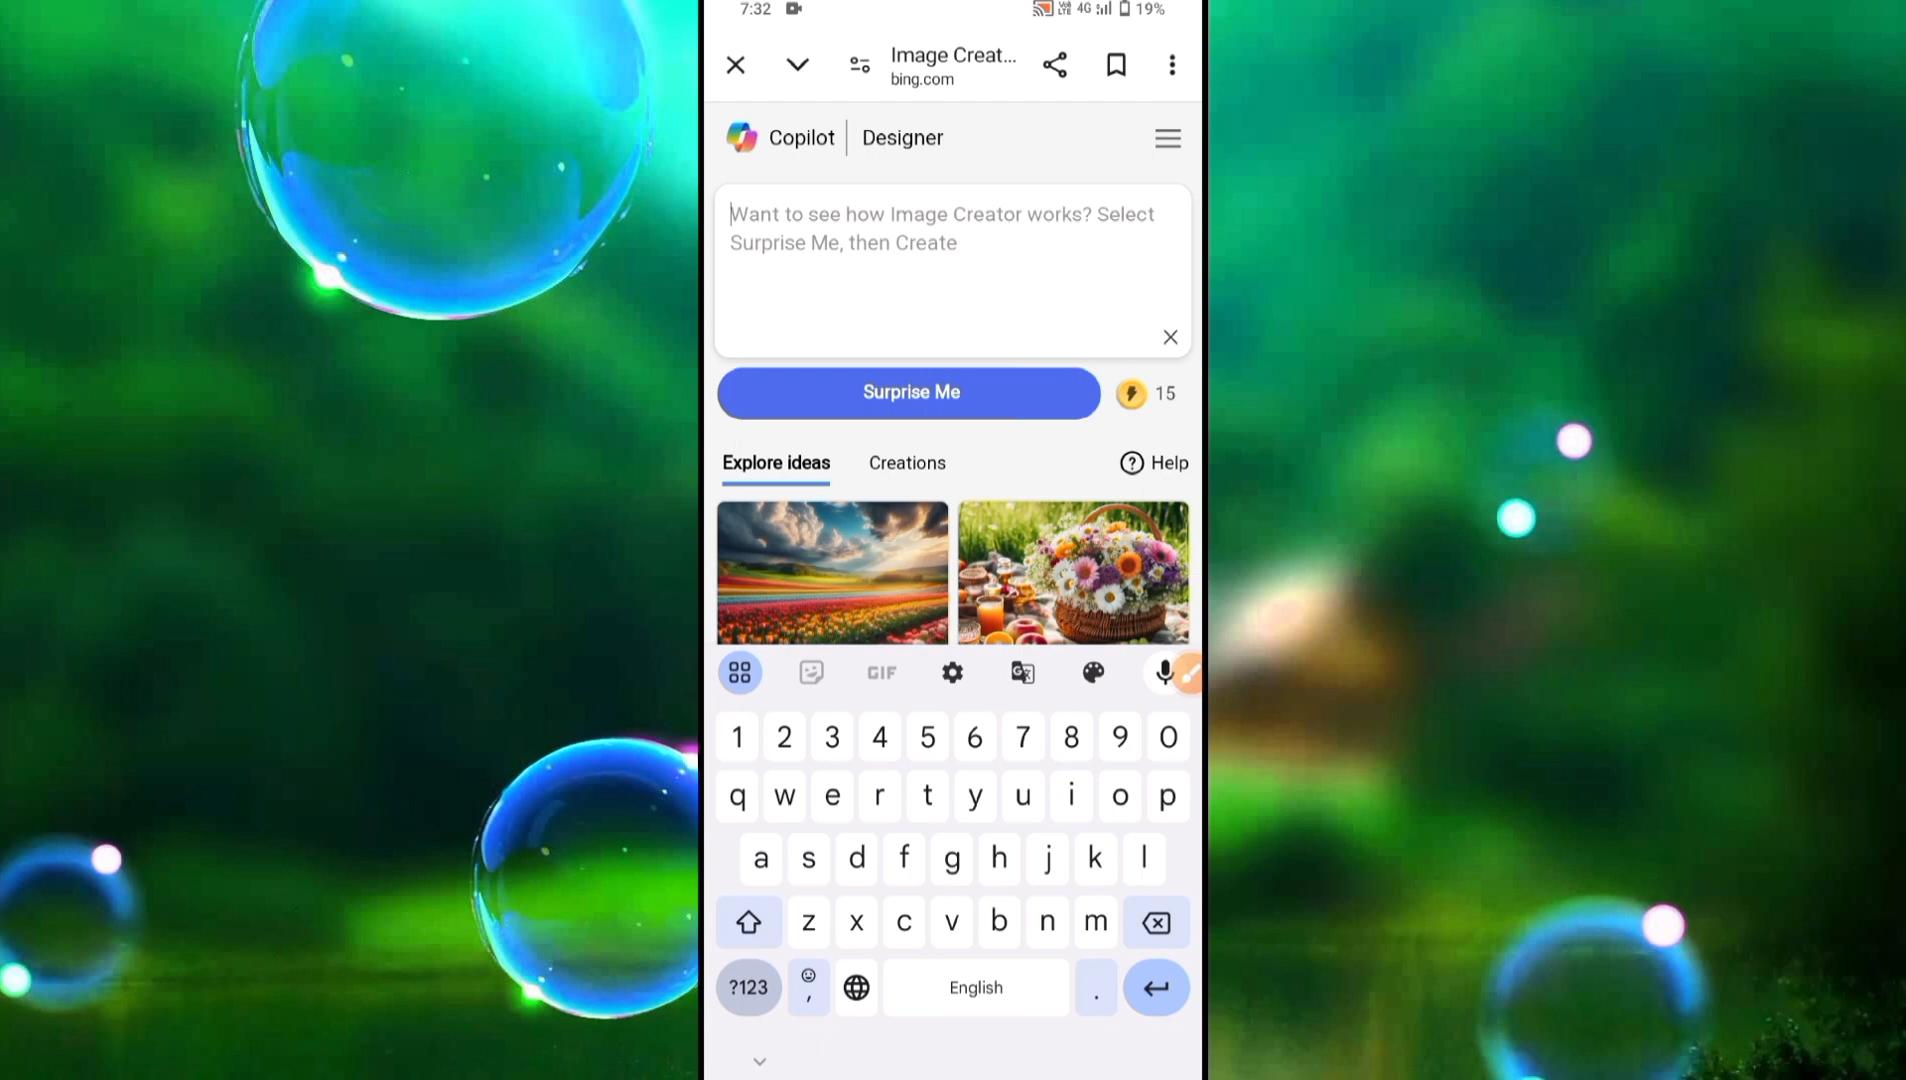 7:32 4G 19%
Image Creat...
bing.com
Copilot | Designer
Want to see how Image Creator works? Select
Surprise Me, then Create
Surprise Me 15
Explore ideas Creations ? Help
GIF
1 2 3 4 5 6 7 8 9 0
q w e r t y u i o p
a s d f g h j k l
z x c v b n m
?123 , English .